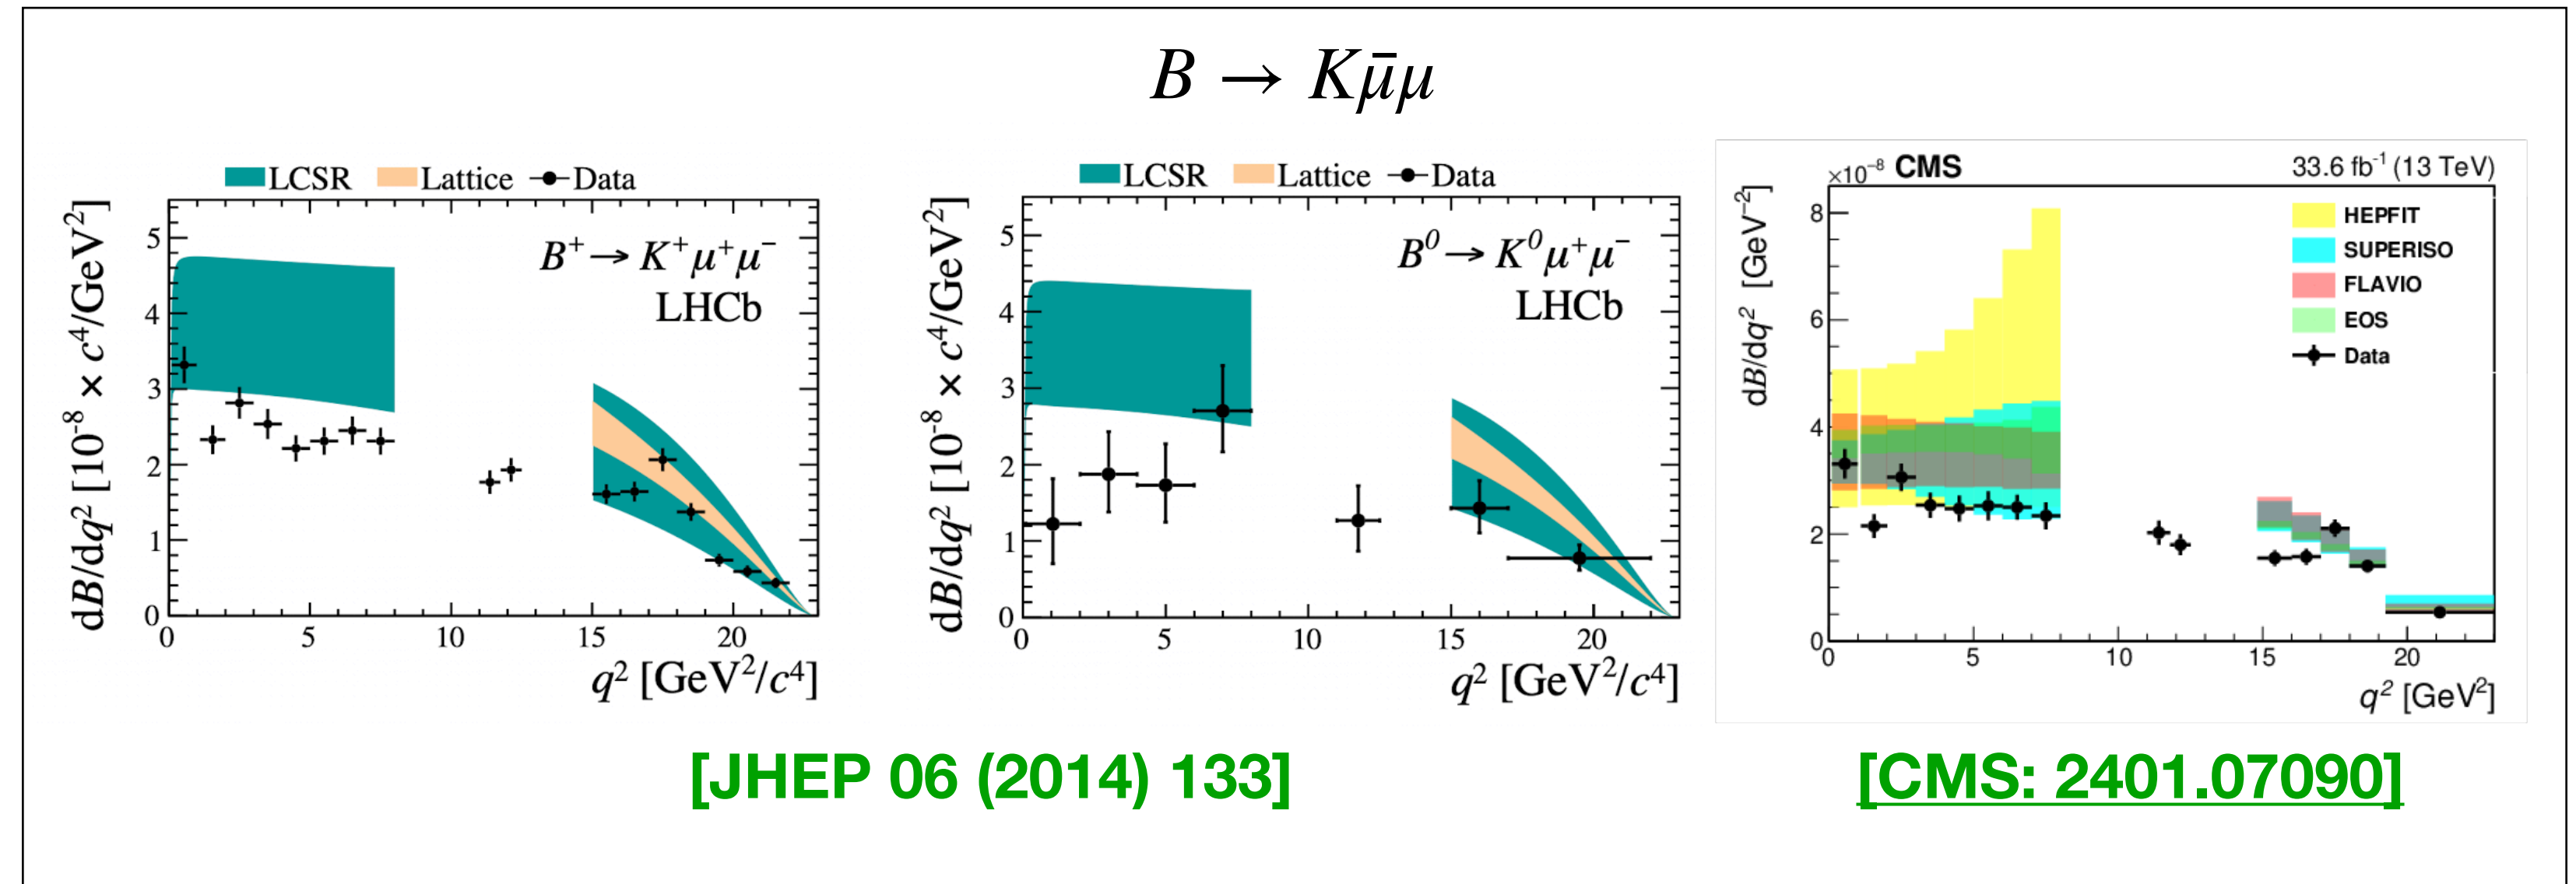 B → Kμ̄μ
LCSR Lattice Data
dB/dq² [10⁻⁸ × c⁴/GeV²]
5
4
3
2
1
0
B⁺ → K⁺μ⁺μ⁻
LHCb
0 5 10 15 20
q² [GeV²/c⁴]
LCSR Lattice Data
dB/dq² [10⁻⁸ × c⁴/GeV²]
5
4
3
2
1
0
B⁰ → K⁰μ⁺μ⁻
LHCb
0 5 10 15 20
q² [GeV²/c⁴]
×10⁻⁸ CMS 33.6 fb⁻¹ (13 TeV)
dB/dq² [GeV⁻²]
8
6
4
2
0
HEPFIT
SUPERISO
FLAVIO
EOS
Data
0 5 10 15 20
q² [GeV²]
[JHEP 06 (2014) 133]
[CMS: 2401.07090]